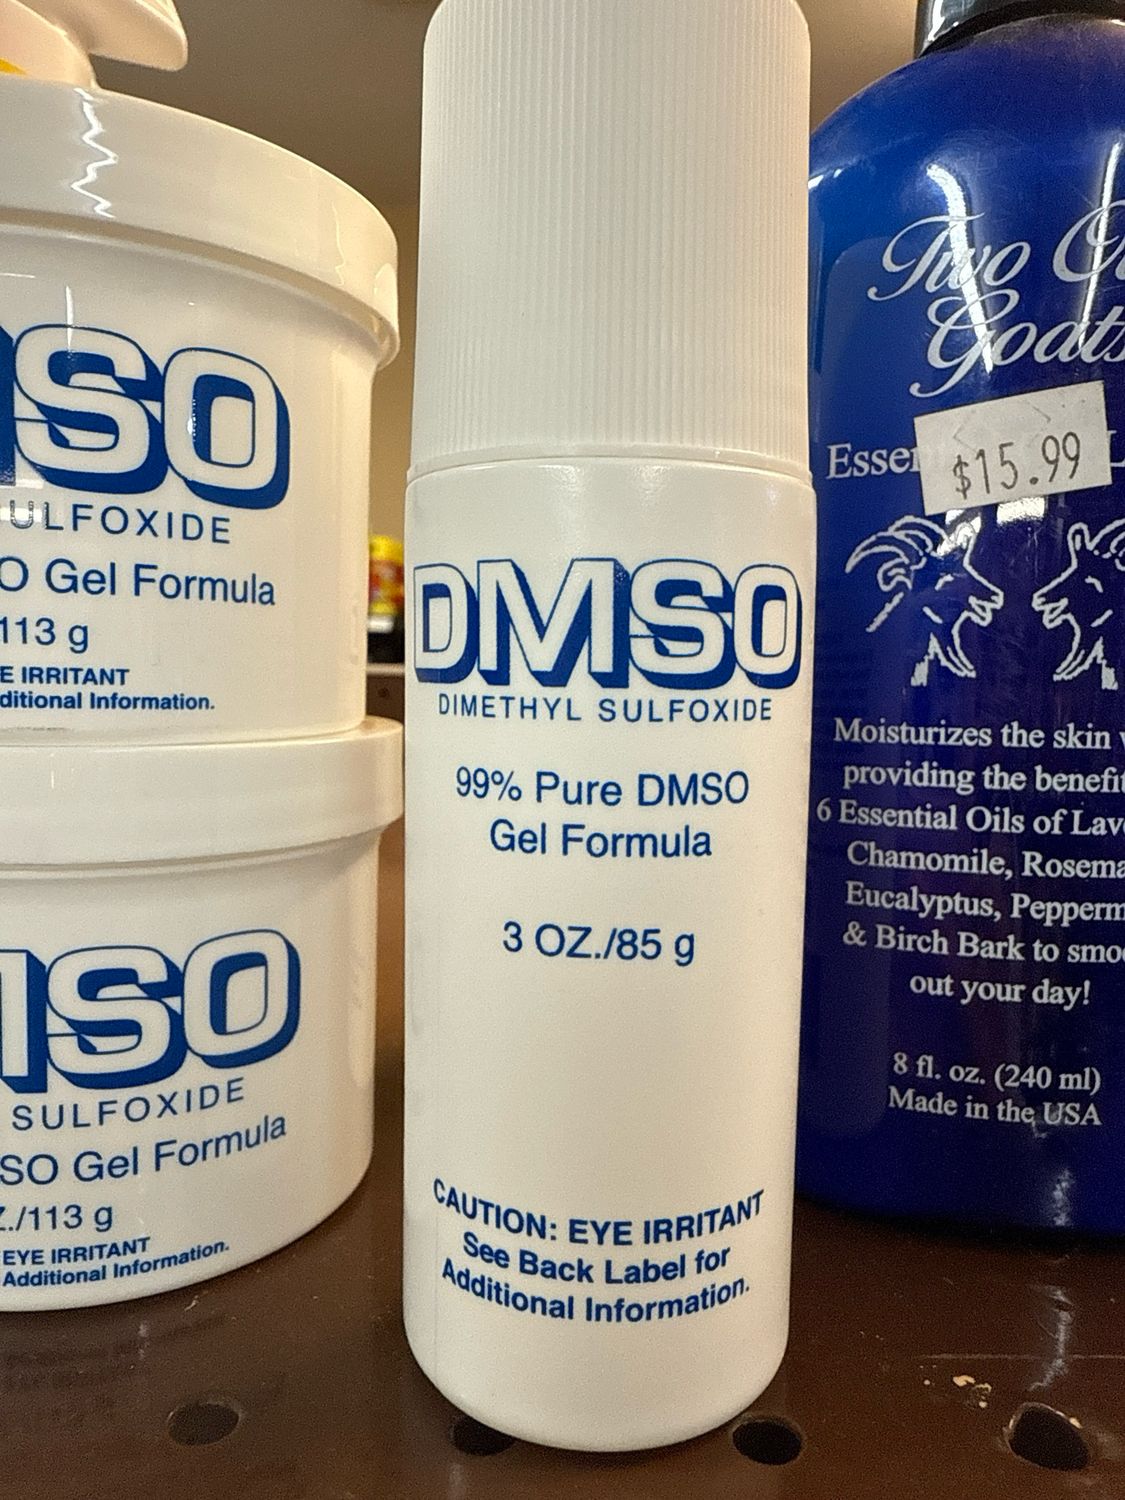 SO
ULFOXIDE
O Gel Formula
113 g
E IRRITANT
ditional Information.
SO
SULFOXIDE
SO Gel Formula
Z./113 g
EYE IRRITANT
Additional Information.
DMSO
DIMETHYL SULFOXIDE
99% Pure DMSO
Gel Formula
3 OZ./85 g
CAUTION: EYE IRRITANT
See Back Label for
Additional Information.
Two
Goats
Esse
$15.99
Moisturizes the skin
providing the benefit
6 Essential Oils of Lav
Chamomile, Rosema
Eucalyptus, Pepperm
& Birch Bark to smo
out your day!
8 fl. oz. (240 ml)
Made in the USA